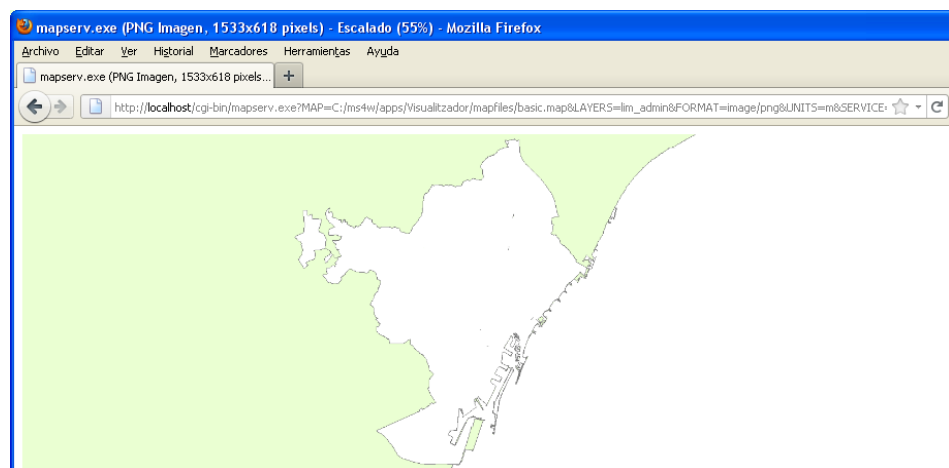 mapserv.exe (PNG Imagen, 1533x618 pixels) - Escalado (55%) - Mozilla Firefox
Archivo Editar Ver Historial Marcadores Herramientas Ayuda
mapserv.exe (PNG Imagen, 1533x618 pixels... +
http://localhost/cgi-bin/mapserv.exe?MAP=C:/ms4w/apps/Visualitzador/mapfiles/basic.map&LAYERS=lim_admin&FORMAT=image/png&UNITS=m&SERVICE=